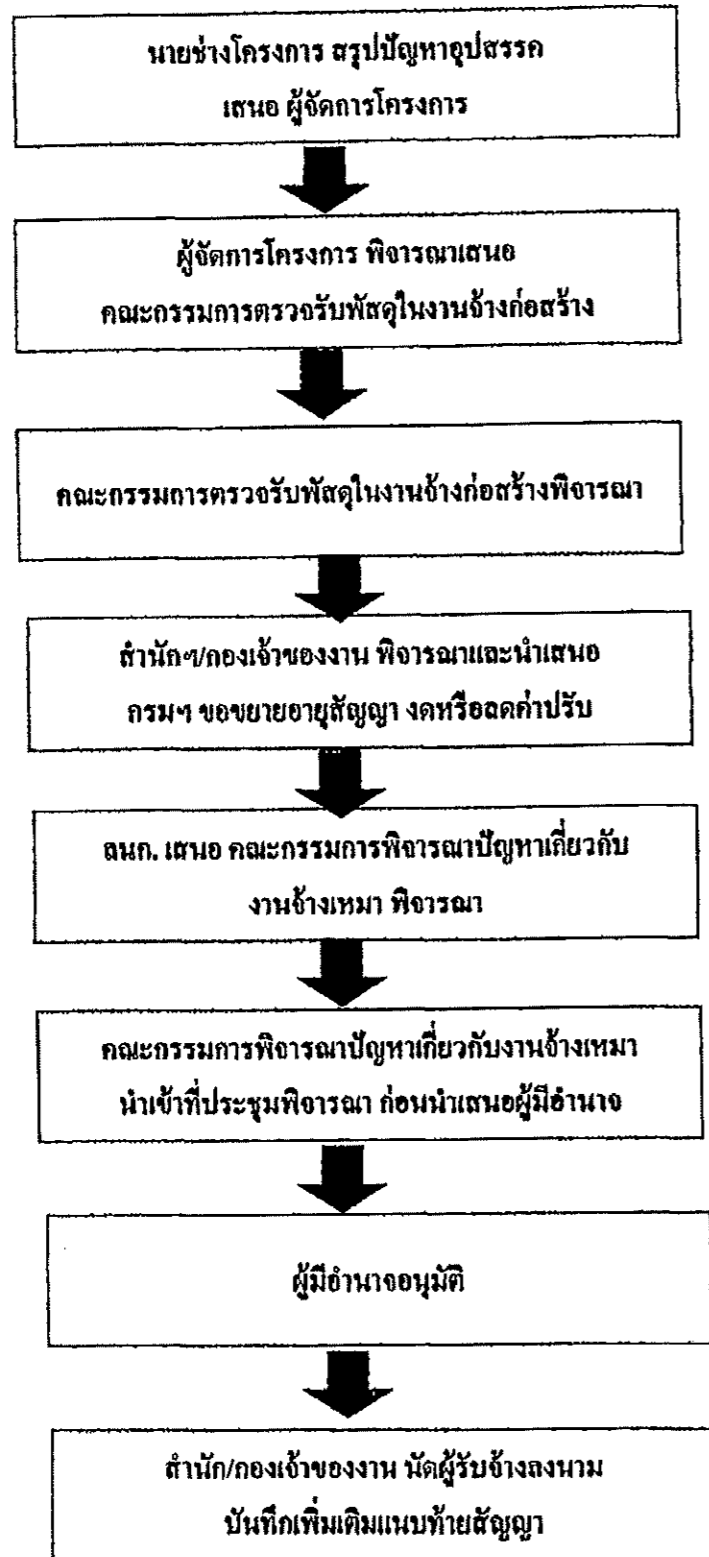 นายช่างโครงการ สรุปปัญหาอุปสรรค
เสนอ ผู้จัดการโครงการ
ผู้จัดการโครงการ พิจารณาเสนอ
คณะกรรมการตรวจรับพัสดุในงานจ้างก่อสร้าง
คณะกรรมการตรวจรับพัสดุในงานจ้างก่อสร้างพิจารณา
สำนักฯ/กองเจ้าของงาน พิจารณาและนำเสนอ
กรมฯ ขอขยายอายุสัญญา งดหรือลดค่าปรับ
ลนก. เสนอ คณะกรรมการพิจารณาปัญหาเกี่ยวกับ
งานจ้างเหมา พิจารณา
คณะกรรมการพิจารณาปัญหาเกี่ยวกับงานจ้างเหมา
นำเข้าที่ประชุมพิจารณา ก่อนนำเสนอผู้มีอำนาจ
ผู้มีอำนาจอนุมัติ
สำนัก/กองเจ้าของงาน นัดผู้รับจ้างลงนาม
บันทึกเพิ่มเติมแนบท้ายสัญญา